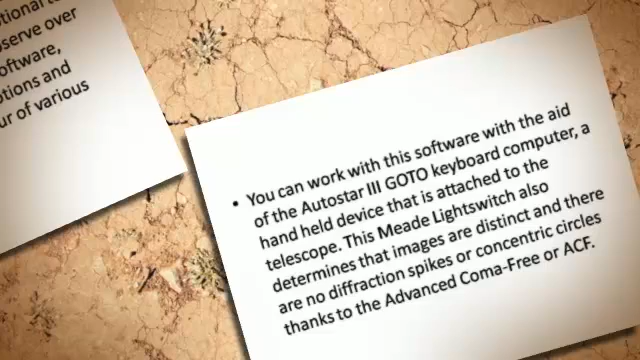 serve over
oftware,
otions and
ur of various
• You can work with this software with the aid
of the Autostar III GOTO keyboard computer, a
hand held device that is attached to the
telescope. This Meade Lightswitch also
determines that images are distinct and there
are no diffraction spikes or concentric circles
thanks to the Advanced Coma-Free or ACF.